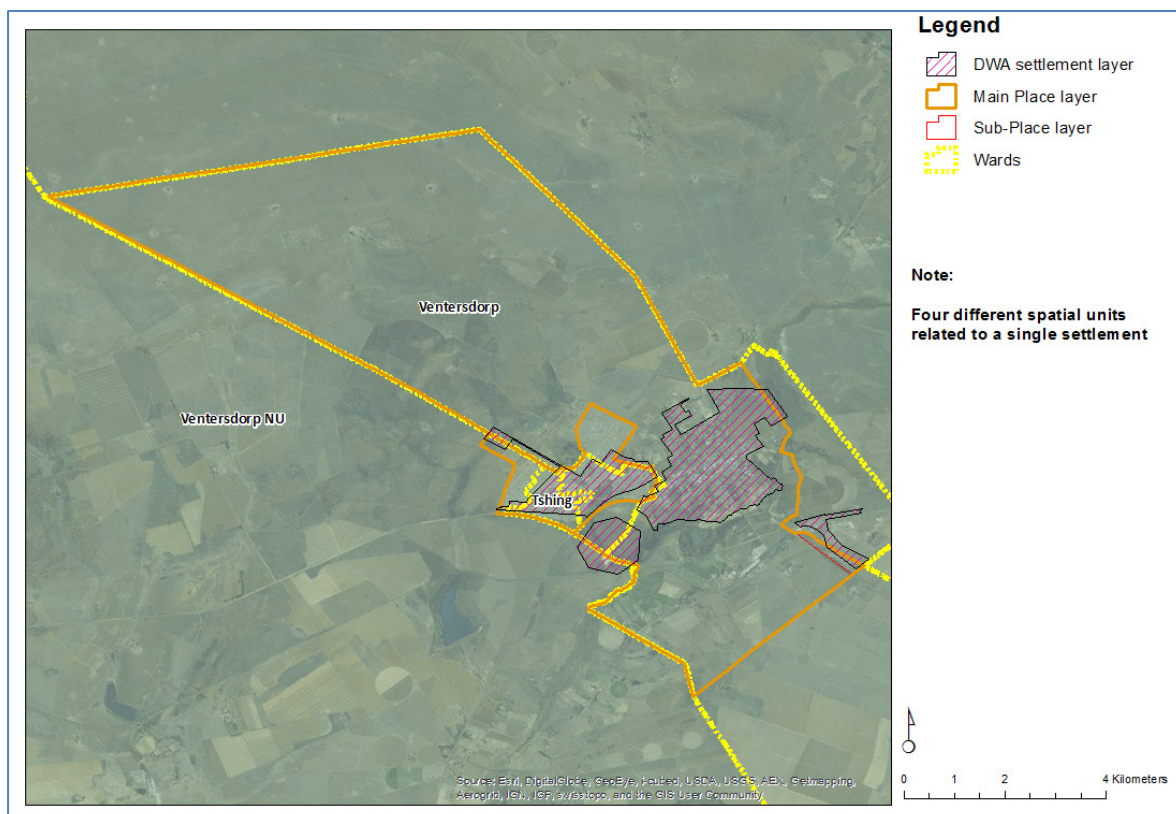 Legend
DWA settlement layer
Main Place layer
Sub-Place layer
Wards
Note:
Four different spatial units
related to a single settlement
Ventersdorp
Ventersdorp NU
Tshing
Source: Esri, DigitalGlobe, GeoEye, i-cubed, USDA, USGS, AEX, Getmapping,
Aerogrid, IGN, IGP, swisstopo, and the GIS User Community
0 1 2 4 Kilometers